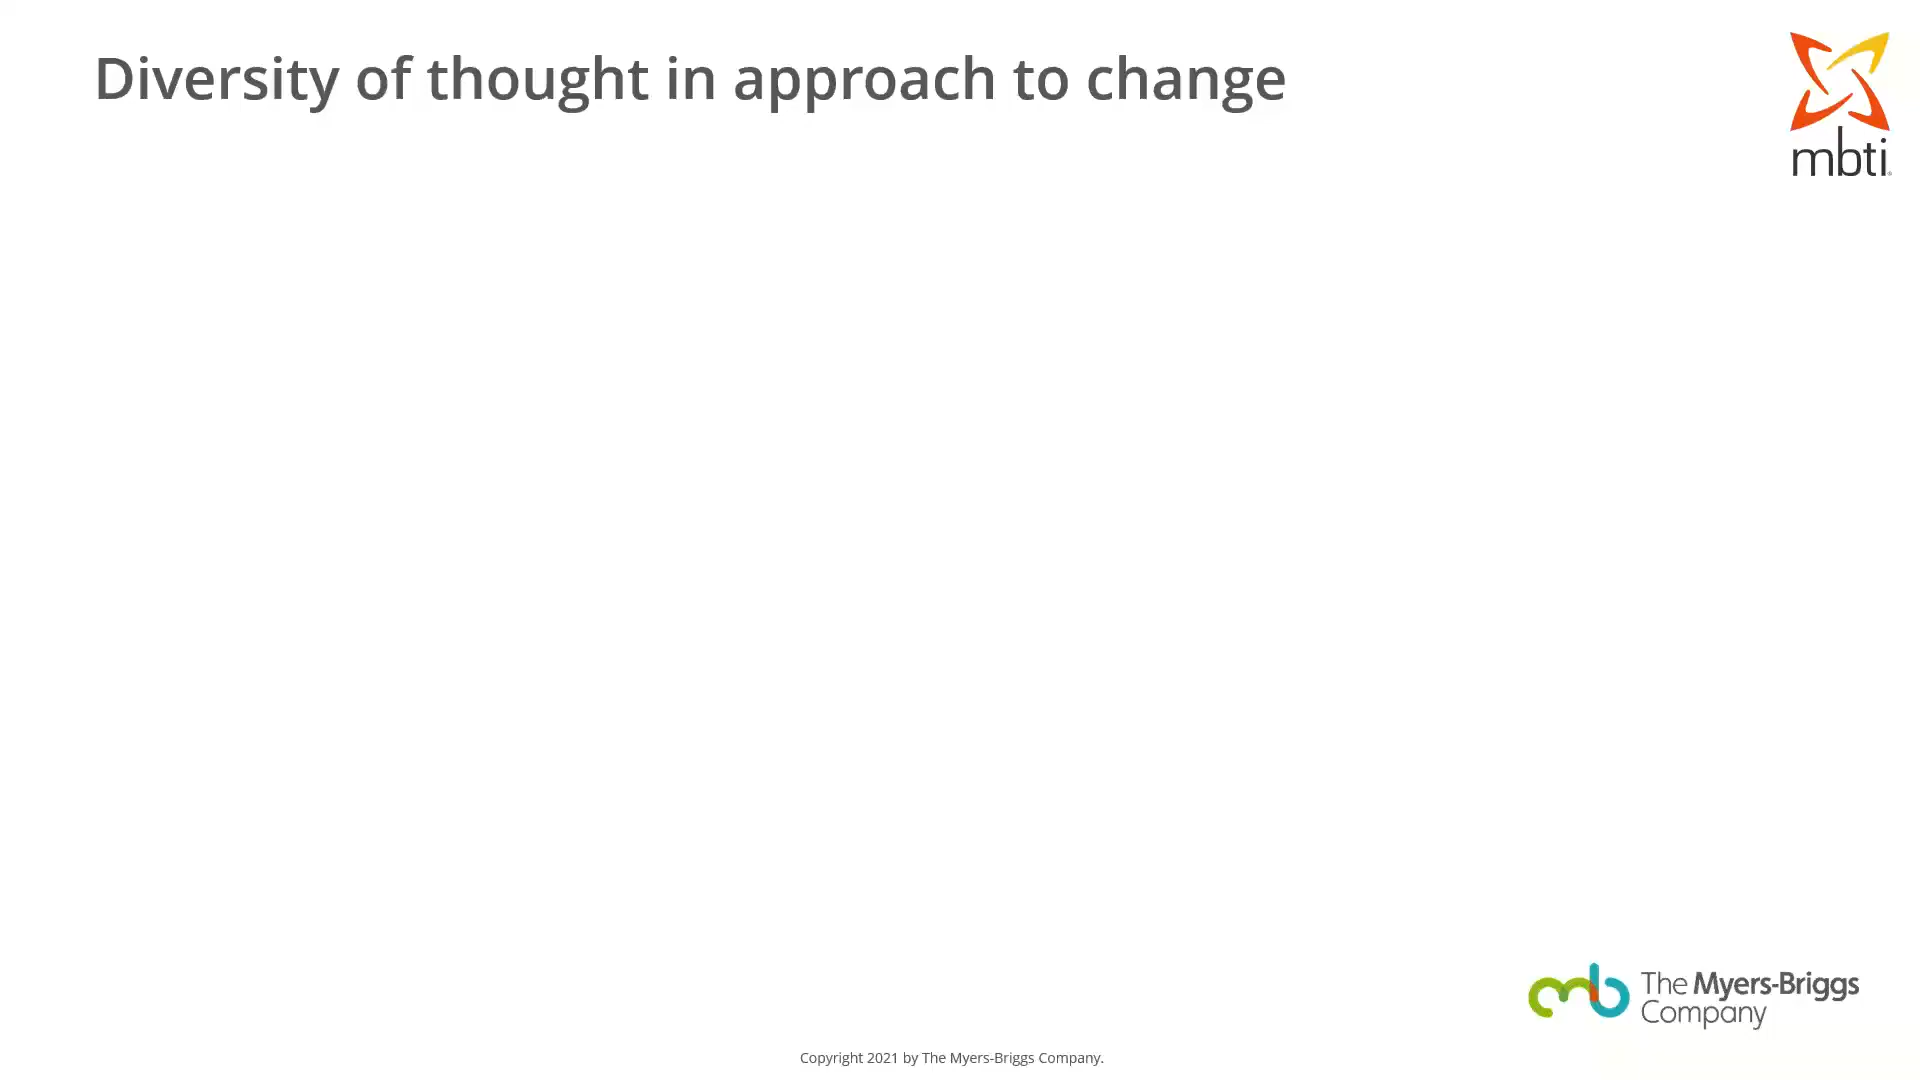 Diversity of thought in approach to change
mbti®
The Myers-Briggs
Company
Copyright 2021 by The Myers-Briggs Company.